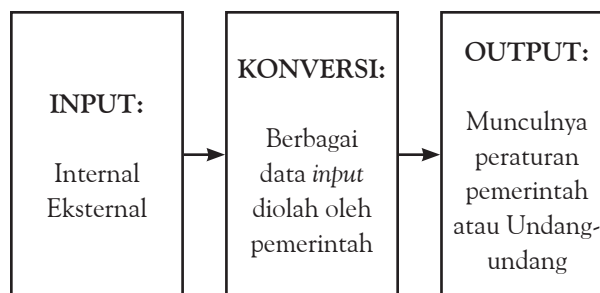 INPUT:
Internal
Eksternal
KONVERSI:
Berbagai
data input
diolah oleh
pemerintah
OUTPUT:
Munculnya
peraturan
pemerintah
atau Undang-
undang